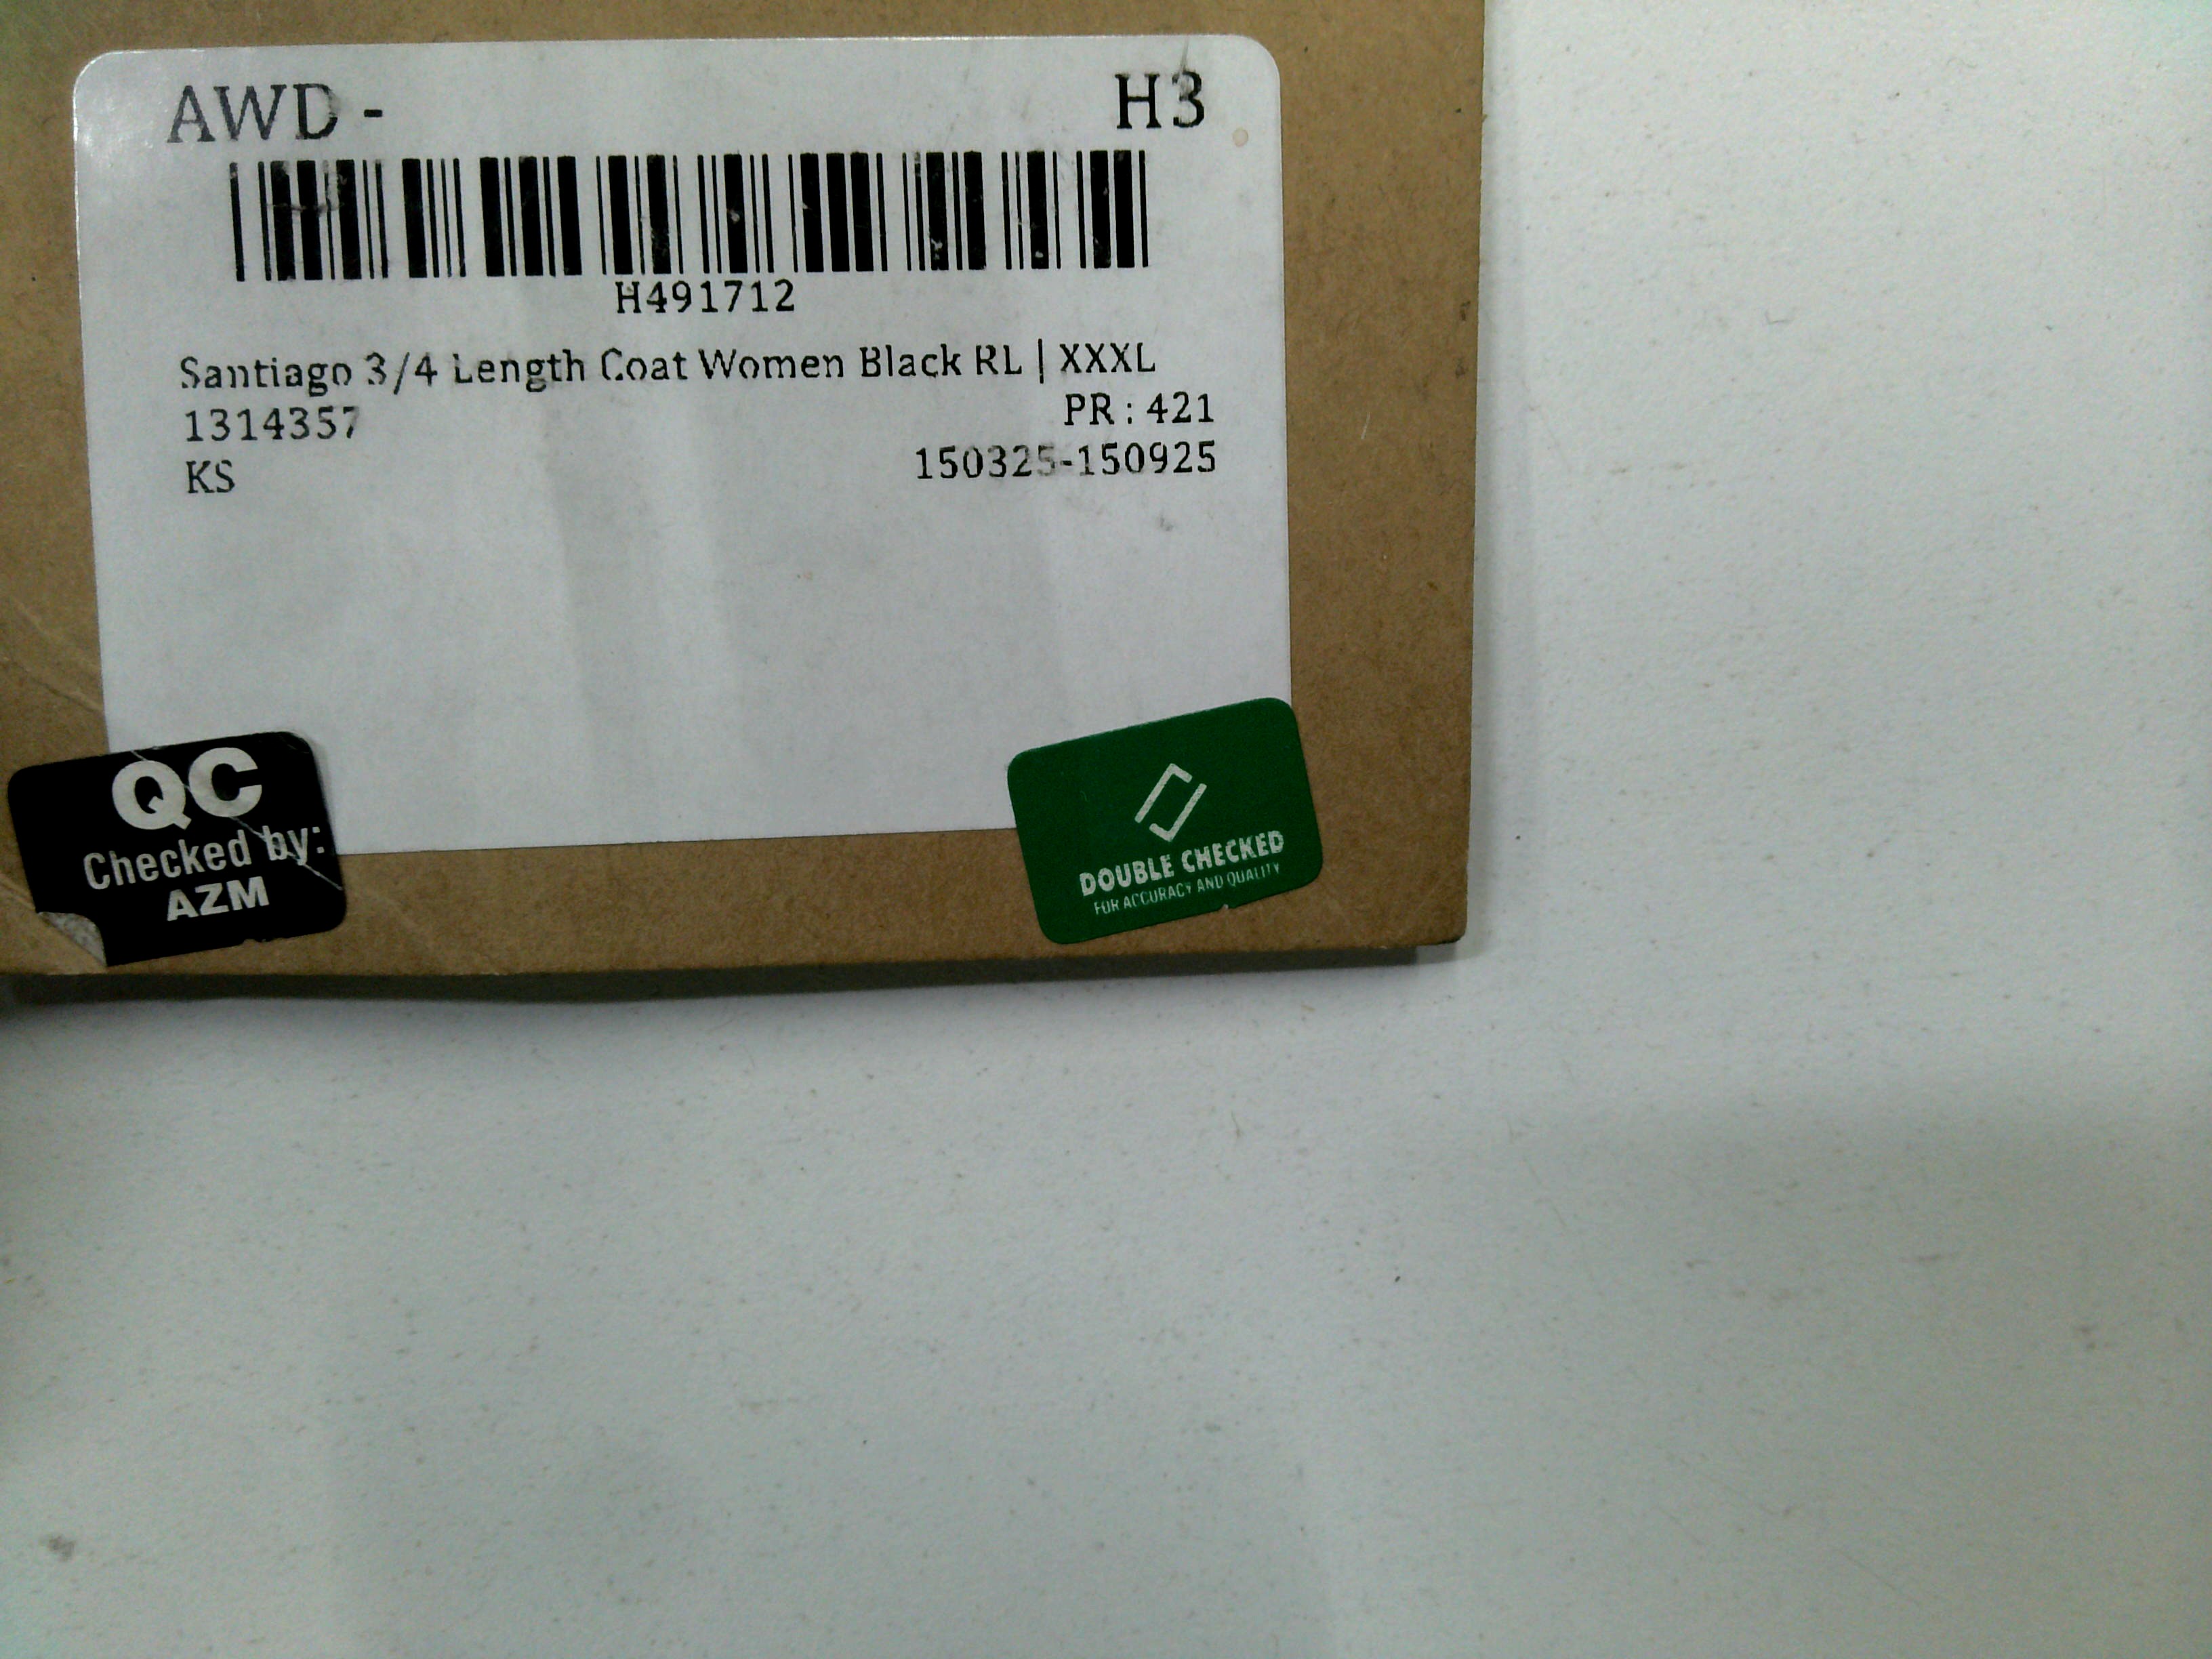 AWD - H3
H491712
Santiago 3/4 Length Coat Women Black RL | XXXL
1314357 PR : 421
KS 150325-150925
QC
Checked by:
AZM
DOUBLE CHECKED
FOR ACCURACY AND QUALITY